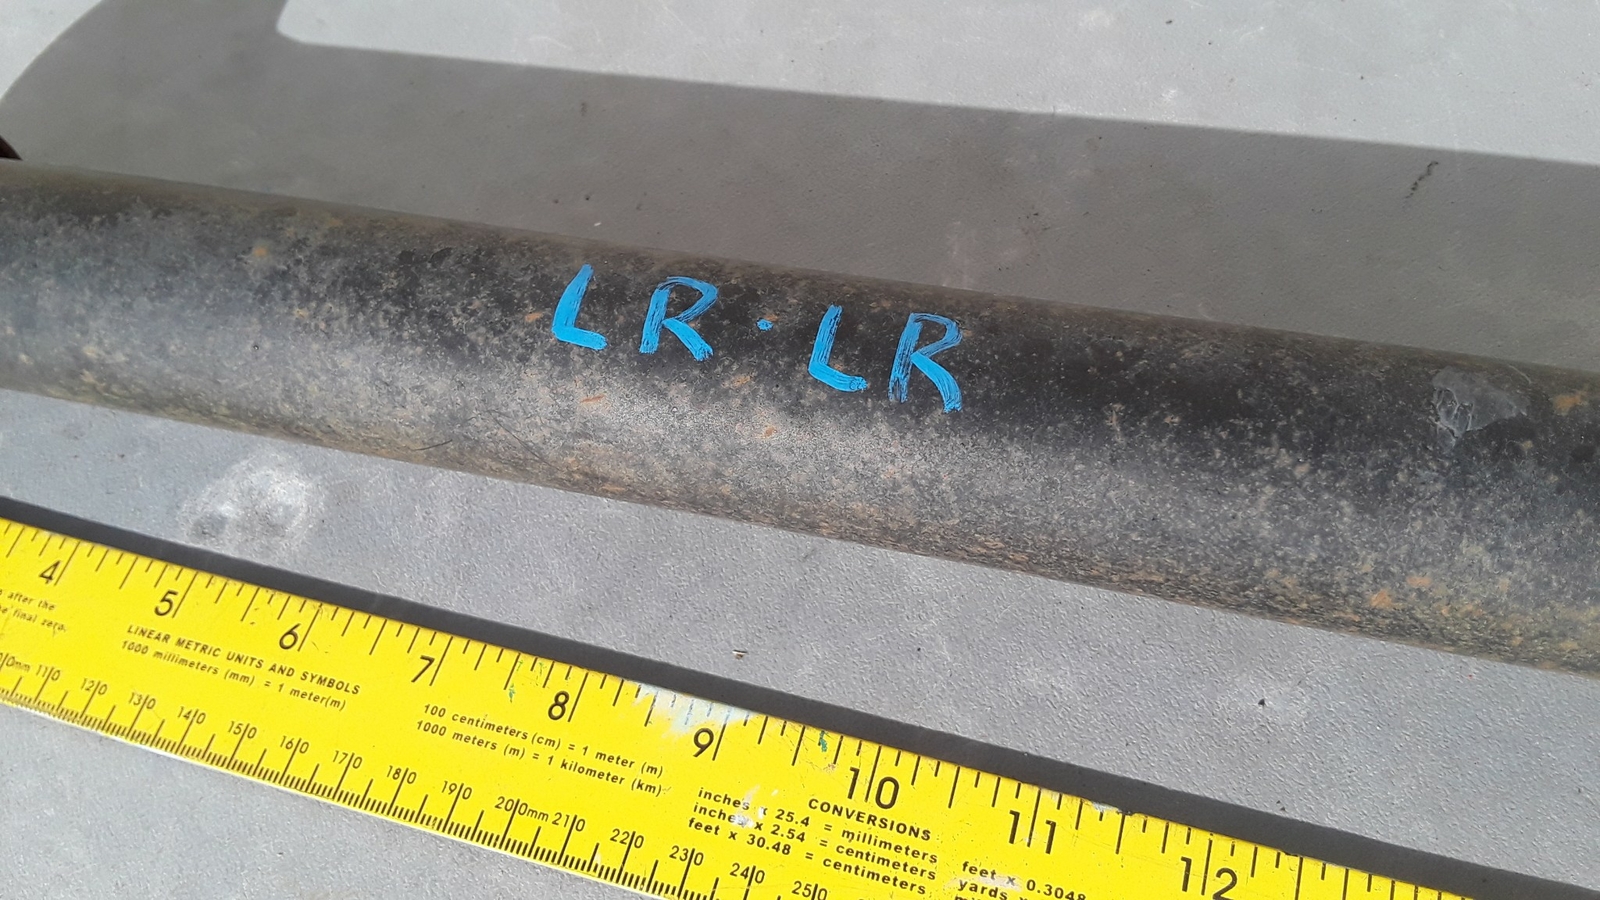 LR·LR
4 5 6 7 8 9 10 11 12
after the
final zero.
LINEAR METRIC UNITS AND SYMBOLS
1000 millimeters (mm) = 1 meter(m)
100 centimeters (cm) = 1 meter (m)
1000 meters (m) = 1 kilometer (km)
CONVERSIONS
inches x 25.4 = millimeters
inches x 2.54 = centimeters
feet x 30.48 = centimeters
feet x 0.3048
yards x
110 120 130 140 150 160 170 180 190 200mm 210 220 230 240 250